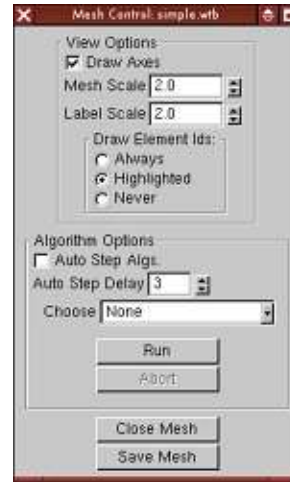 Mesh Control: simple.wtb
View Options
Draw Axes
Mesh Scale 2.0
Label Scale 2.0
Draw Element Ids:
Always
Highlighted
Never
Algorithm Options
Auto Step Algs.
Auto Step Delay 3
Choose None
Run
Abort
Close Mesh
Save Mesh